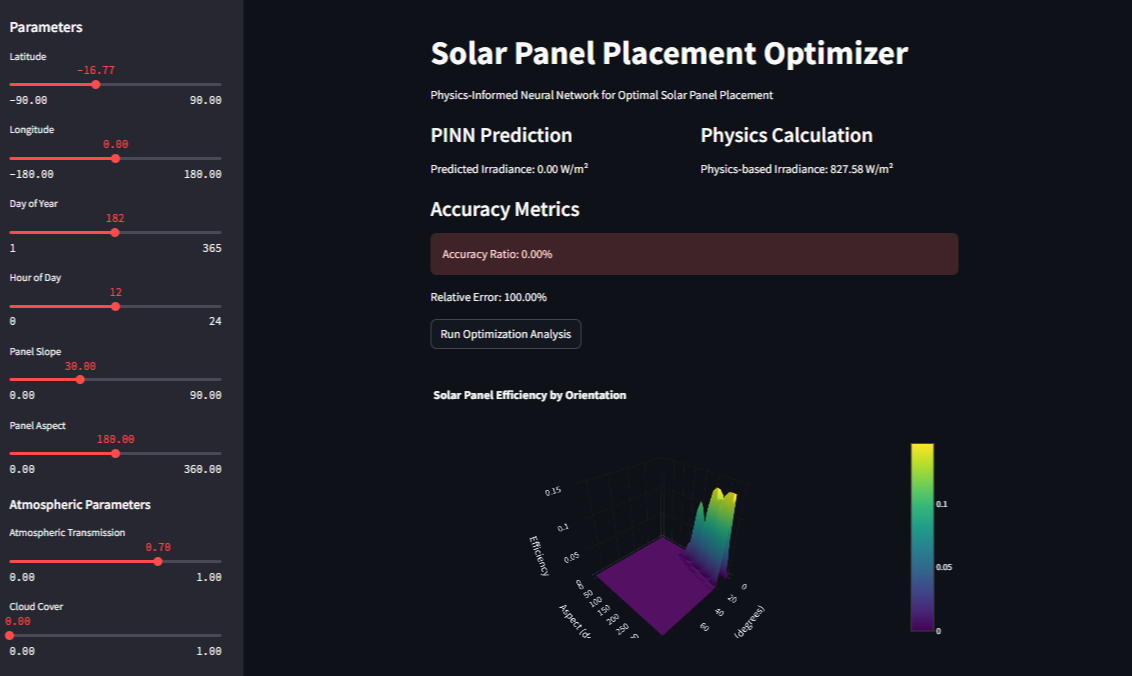 Parameters
Latitude
-16.77
-90.00 90.00
Longitude
0.00
-180.00 180.00
Day of Year
182
1 365
Hour of Day
12
0 24
Panel Slope
30.00
0.00 90.00
Panel Aspect
180.00
0.00 360.00
Atmospheric Parameters
Atmospheric Transmission
0.70
0.00 1.00
Cloud Cover
0.00
0.00 1.00
Solar Panel Placement Optimizer
Physics-Informed Neural Network for Optimal Solar Panel Placement
PINN Prediction
Predicted Irradiance: 0.00 W/m²
Physics Calculation
Physics-based Irradiance: 827.58 W/m²
Accuracy Metrics
Accuracy Ratio: 0.00%
Relative Error: 100.00%
Run Optimization Analysis
Solar Panel Efficiency by Orientation
0.15
0.1
0.05
Efficiency
50
100
150
200
Aspect
0
20
60
(degrees)
0.1
0.05
0